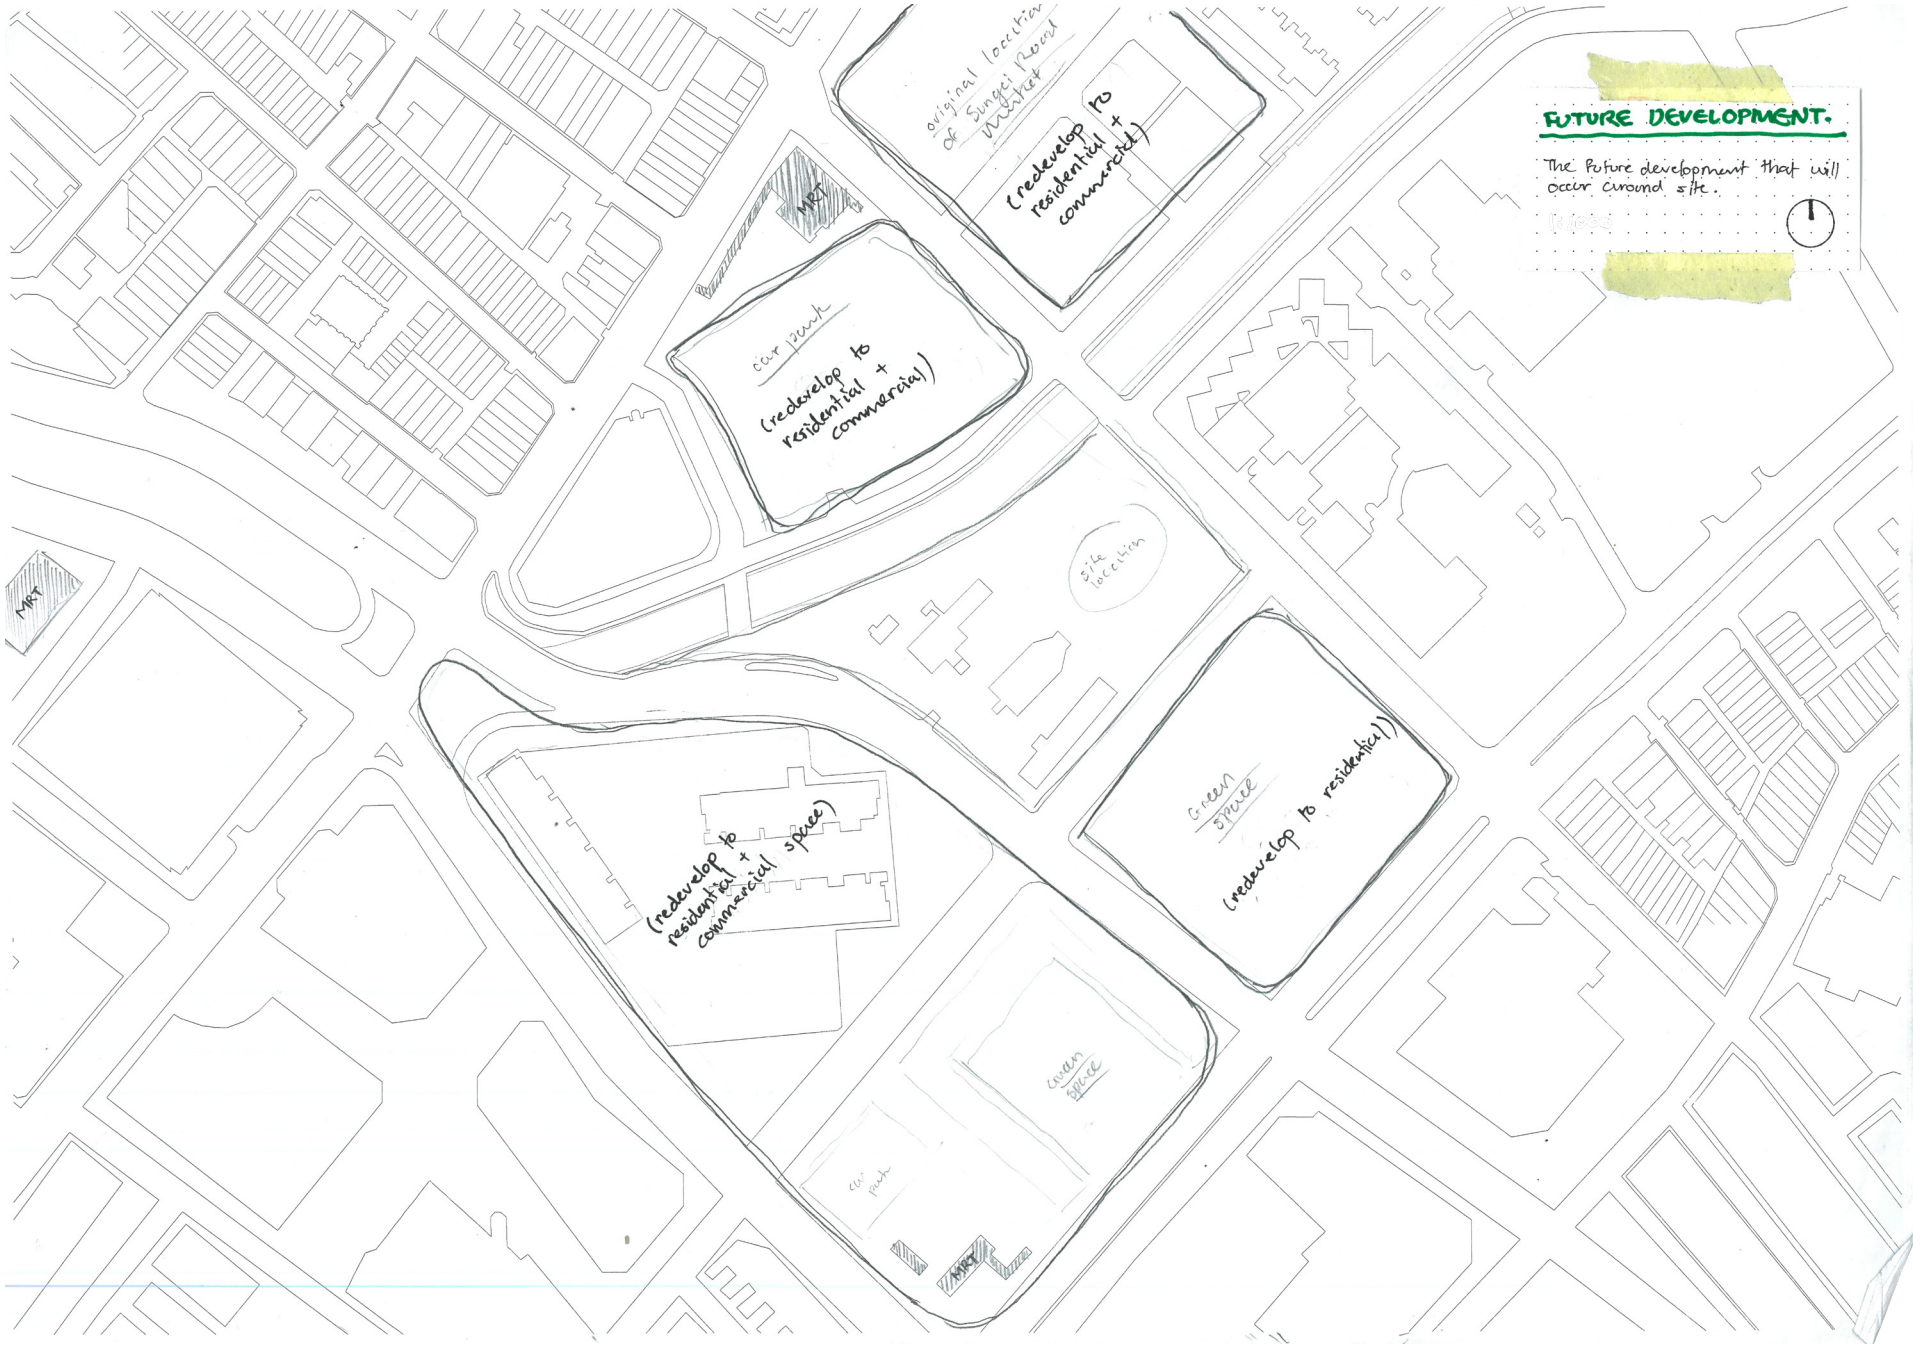 original location
of Sungei Road
Market
(redevelop to
residential +
commercial)
FUTURE DEVELOPMENT.
The future development that will
occur around site.
MRT
car park
(redevelop to
residential +
commercial)
site
location
MRT
Green
space
(redevelop to residential)
(redevelop to
residential +
commercial space)
Green
space
car
park
MRT